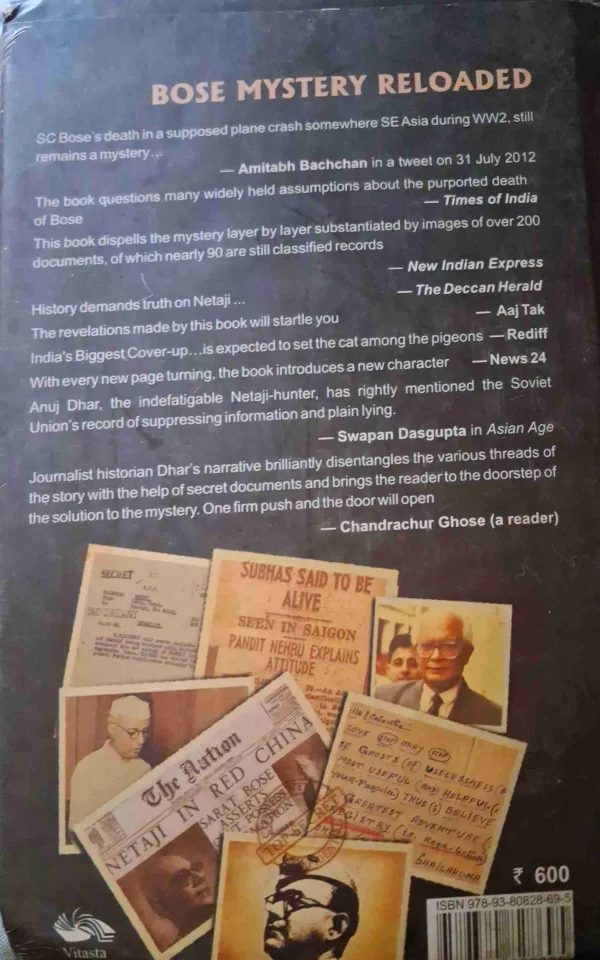 BOSE MYSTERY RELOADED
SC Bose's death in a supposed plane crash somewhere SE Asia during WW2, still
remains a mystery...
— Amitabh Bachchan in a tweet on 31 July 2012
The book questions many widely held assumptions about the purported death
of Bose
— Times of India
This book dispells the mystery layer by layer substantiated by images of over 200
documents, of which nearly 90 are still classified records
— New Indian Express
History demands truth on Netaji ...
— The Deccan Herald
The revelations made by this book will startle you
— Aaj Tak
India's Biggest Cover-up...is expected to set the cat among the pigeons — Rediff
With every new page turning, the book introduces a new character — News 24
Anuj Dhar, the indefatigable Netaji-hunter, has rightly mentioned the Soviet
Union's record of suppressing information and plain lying.
— Swapan Dasgupta in Asian Age
Journalist historian Dhar's narrative brilliantly disentangles the various threads of
the story with the help of secret documents and brings the reader to the doorstep of
the solution to the mystery. One firm push and the door will open
— Chandrachur Ghose (a reader)
SECRET
SUBHAS SAID TO BE
ALIVE
SEEN IN SAIGON
PANDIT NEHRU EXPLAINS
ATTITUDE
The Nation
NETAJI IN RED CHINA
SARAT BOSE
ASSERTS
GHOSTS OF USELESSNESS
MOST USEFUL HELPFUL
THUS BELIEVE
GREATEST ADVENTURE
₹ 600
ISBN 978-93-80828-69-5
Vitasta